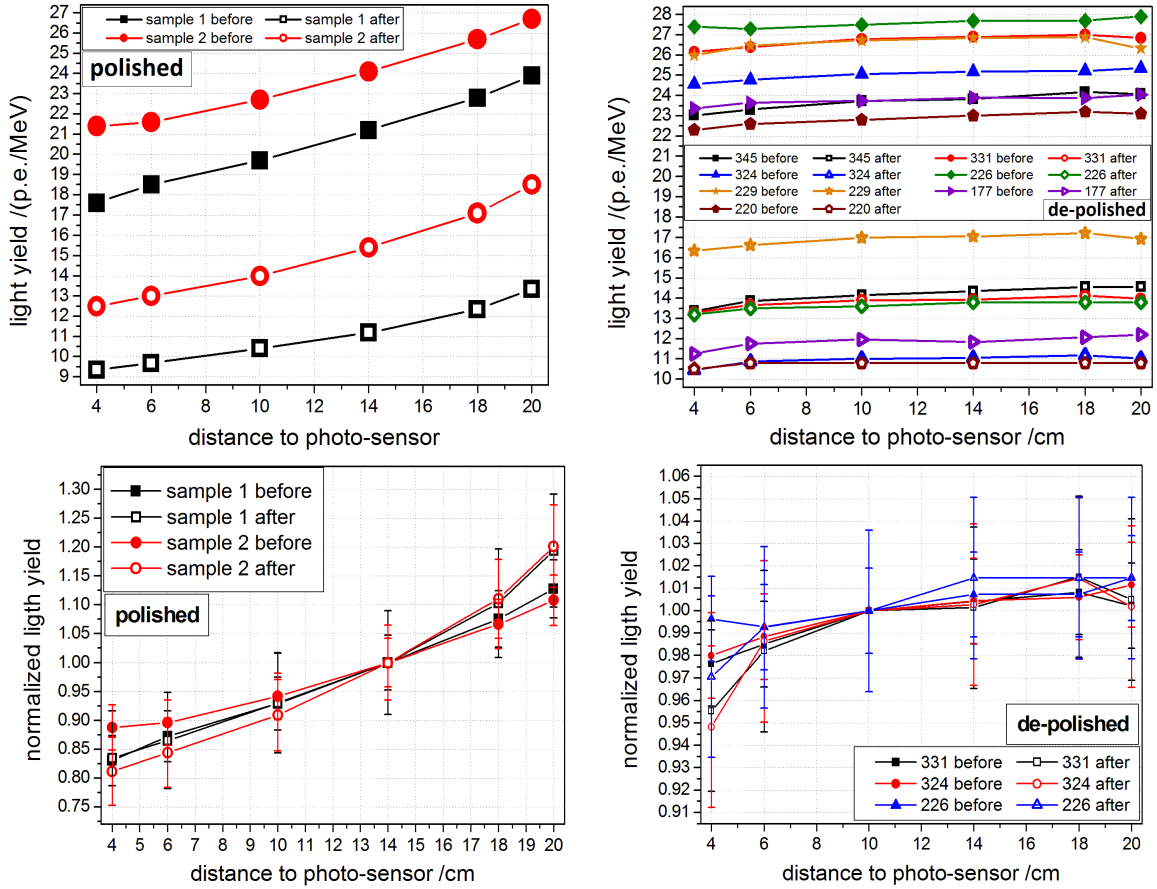 sample 1 before sample 1 after
sample 2 before sample 2 after
polished
27
26
25
24
23
22
21
20
19
18
17
16
15
14
13
12
11
10
9
light yield /(p.e./MeV)
4 6 8 10 12 14 16 18 20
distance to photo-sensor
28
27
26
25
24
23
22
21
345 before 345 after 331 before 331 after
324 before 324 after 226 before 226 after
229 before 229 after 177 before 177 after
220 before 220 after
de-polished
17
16
15
14
13
12
11
10
light yield /(p.e./MeV)
4 6 8 10 12 14 16 18 20
distance to photo-sensor /cm
1.30
1.25
1.20
1.15
1.10
1.05
1.00
0.95
0.90
0.85
0.80
0.75
sample 1 before
sample 1 after
sample 2 before
sample 2 after
polished
normalized ligth yield
4 5 6 7 8 9 10 11 12 13 14 15 16 17 18 19 20
distance to photo-sensor /cm
1.06
1.05
1.04
1.03
1.02
1.01
1.00
0.99
0.98
0.97
0.96
0.95
0.94
0.93
0.92
0.91
normalized ligth yield
de-polished
331 before 331 after
324 before 324 after
226 before 226 after
4 6 8 10 12 14 16 18 20
distance to photo-sensor /cm